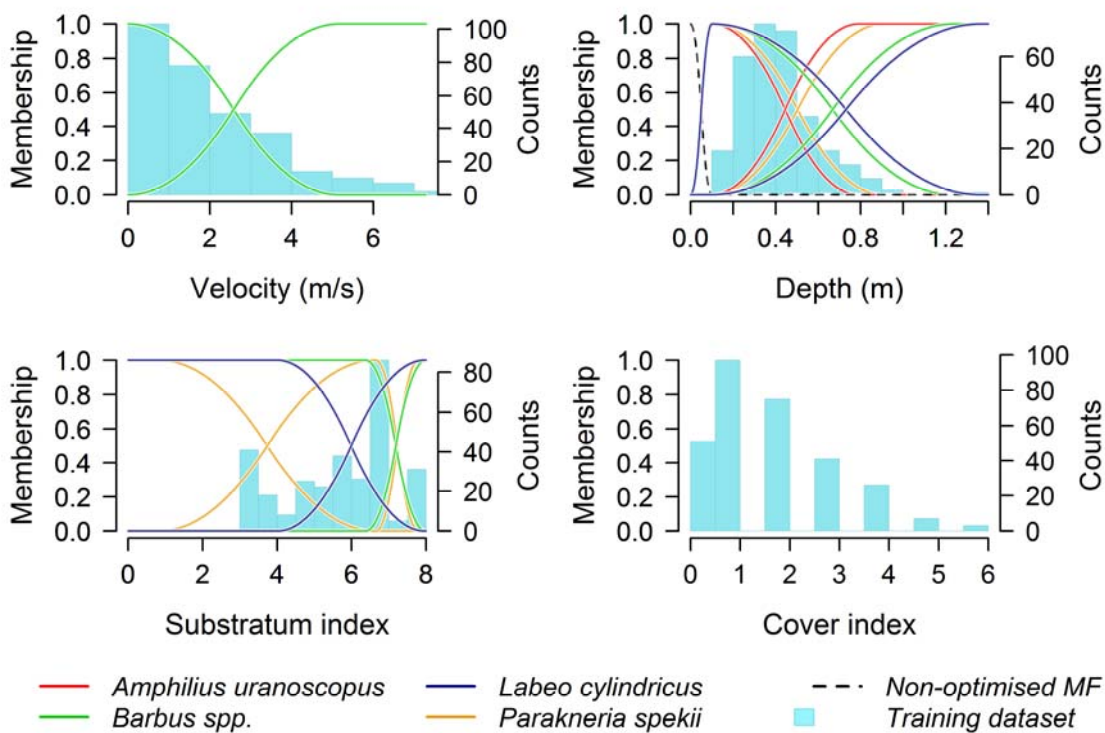 Membership
1.0
0.8
0.6
0.4
0.2
0.0
0 2 4 6
Velocity (m/s)
100
80
60
40
20
0
Counts
Membership
1.0
0.8
0.6
0.4
0.2
0.0
0.0 0.4 0.8 1.2
Depth (m)
60
40
20
0
Counts
Membership
1.0
0.8
0.6
0.4
0.2
0.0
0 2 4 6 8
Substratum index
80
60
40
20
0
Counts
Membership
1.0
0.8
0.6
0.4
0.2
0.0
0 1 2 3 4 5 6
Cover index
100
80
60
40
20
0
Counts
Amphilius uranoscopus Labeo cylindricus Non-optimised MF
Barbus spp. Parakneria spekii Training dataset